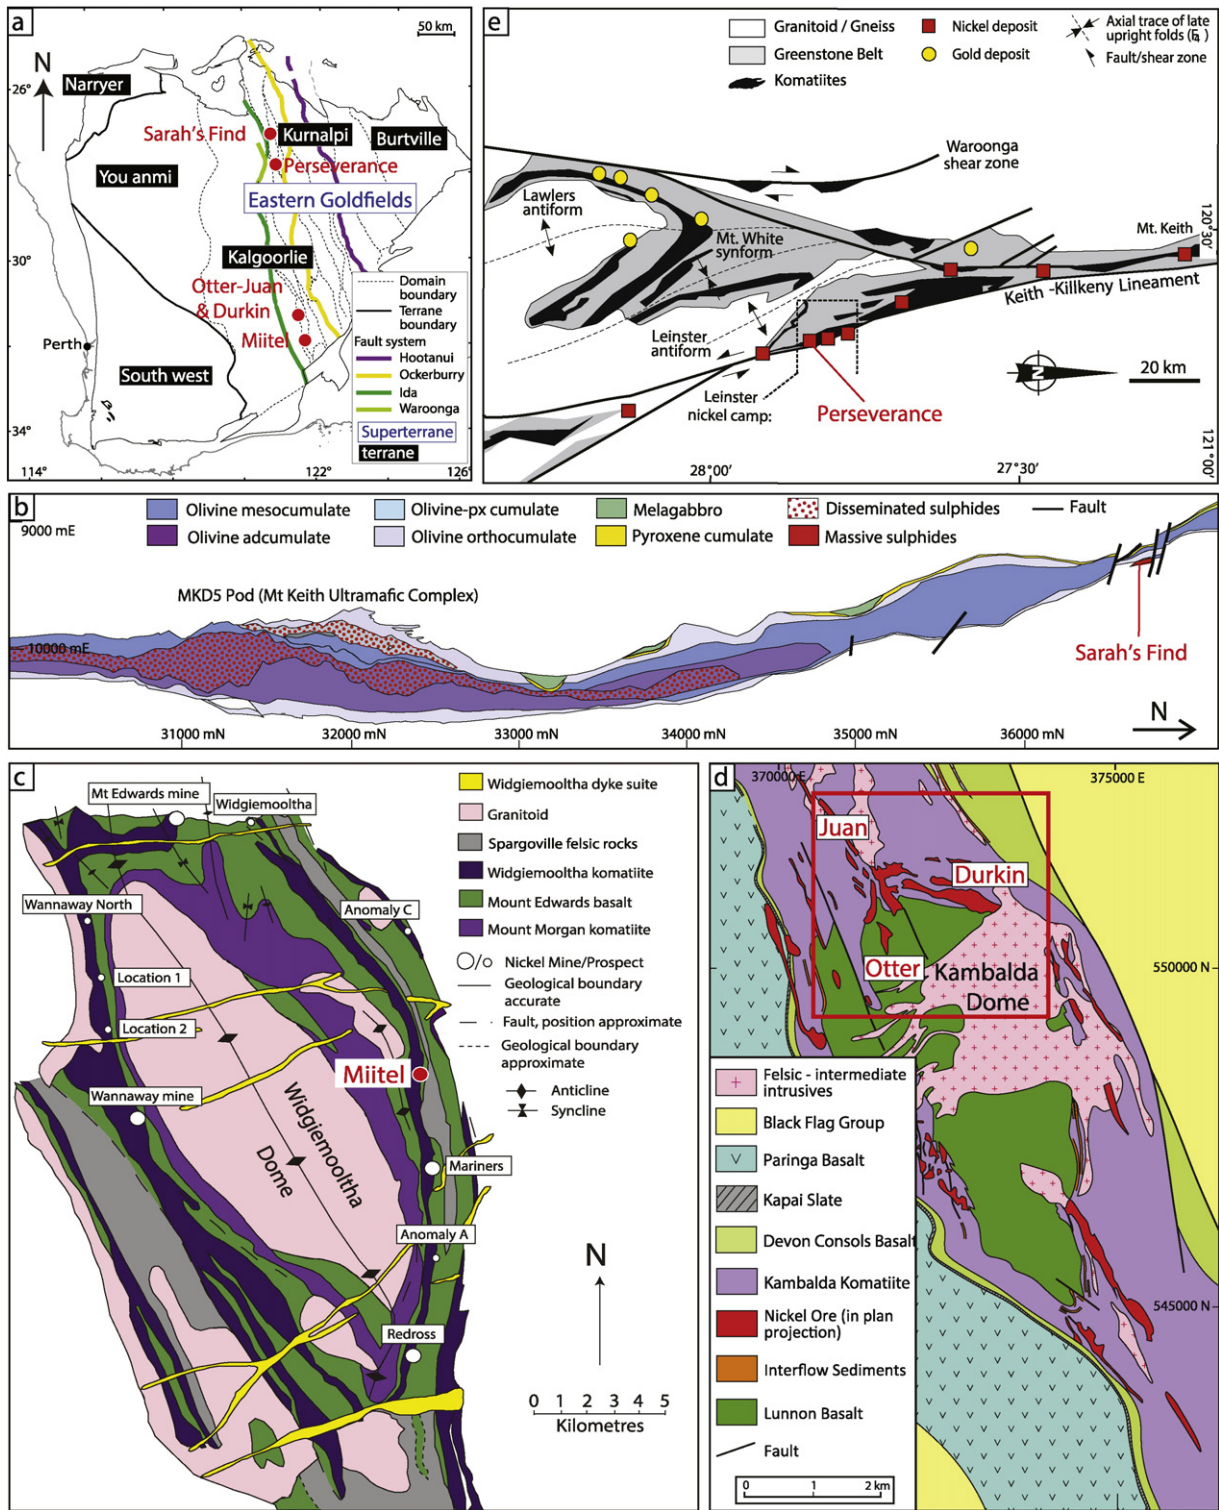 a
50 km
N
26°
Narryer
Sarah's Find
Kurnalpi
Burtville
Perseverance
You anmi
Eastern Goldfields
Kalgoorlie
30°
Otter-Juan
& Durkin
Miitel
Perth
South west
34°
114°
122°
126°
Domain
boundary
Terrane
boundary
Fault system
Hootanui
Ockerburry
Ida
Waroonga
Superterrane
terrane
e
Granitoid / Gneiss
Greenstone Belt
Komatiites
Nickel deposit
Gold deposit
Axial trace of late
upright folds (F4)
Fault/shear zone
Waroonga
shear zone
Lawlers
antiform
Mt. White
synform
Mt. Keith
120°30'
Keith -Killkeny Lineament
Leinster
antiform
Leinster
nickel camp:
Perseverance
N
20 km
28°00'
27°30'
121°00'
b
9000 mE
Olivine mesocumulate
Olivine adcumulate
Olivine-px cumulate
Olivine orthocumulate
Melagabbro
Pyroxene cumulate
Disseminated sulphides
Massive sulphides
Fault
MKD5 Pod (Mt Keith Ultramafic Complex)
10000 mE
Sarah's Find
N
31000 mN
32000 mN
33000 mN
34000 mN
35000 mN
36000 mN
c
Mt Edwards mine
Widgiemooltha
Wannaway North
Anomaly C
Location 1
Location 2
Miitel
Wannaway mine
Widgiemooltha
Dome
Mariners
Anomaly A
Redross
Widgiemooltha dyke suite
Granitoid
Spargoville felsic rocks
Widgiemooltha komatiite
Mount Edwards basalt
Mount Morgan komatiite
Nickel Mine/Prospect
Geological boundary
accurate
Fault, position approximate
Geological boundary
approximate
Anticline
Syncline
N
0 1 2 3 4 5
Kilometres
d
370000 E
375000 E
Juan
Durkin
Otter
Kambalda
Dome
550000 N
545000 N
Felsic - intermediate
intrusives
Black Flag Group
Paringa Basalt
Kapai Slate
Devon Consols Basalt
Kambalda Komatiite
Nickel Ore (in plan
projection)
Interflow Sediments
Lunnon Basalt
Fault
0 1 2 km